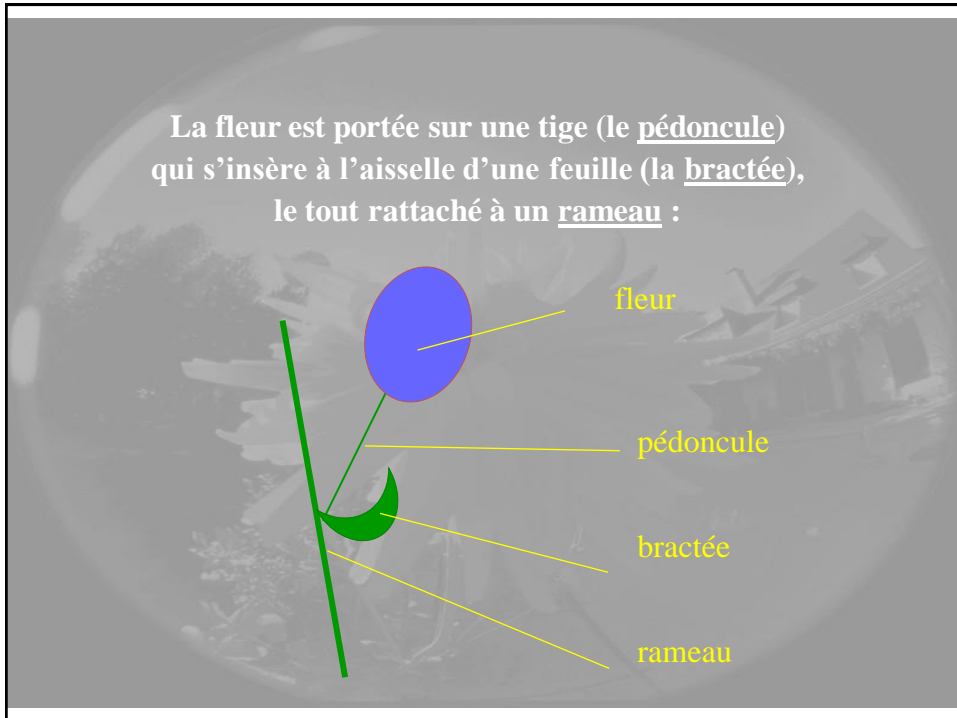 La fleur est portée sur une tige (le pédoncule)
qui s’insère à l’aisselle d’une feuille (la bractée),
le tout rattaché à un rameau :
fleur
pédoncule
bractée
rameau